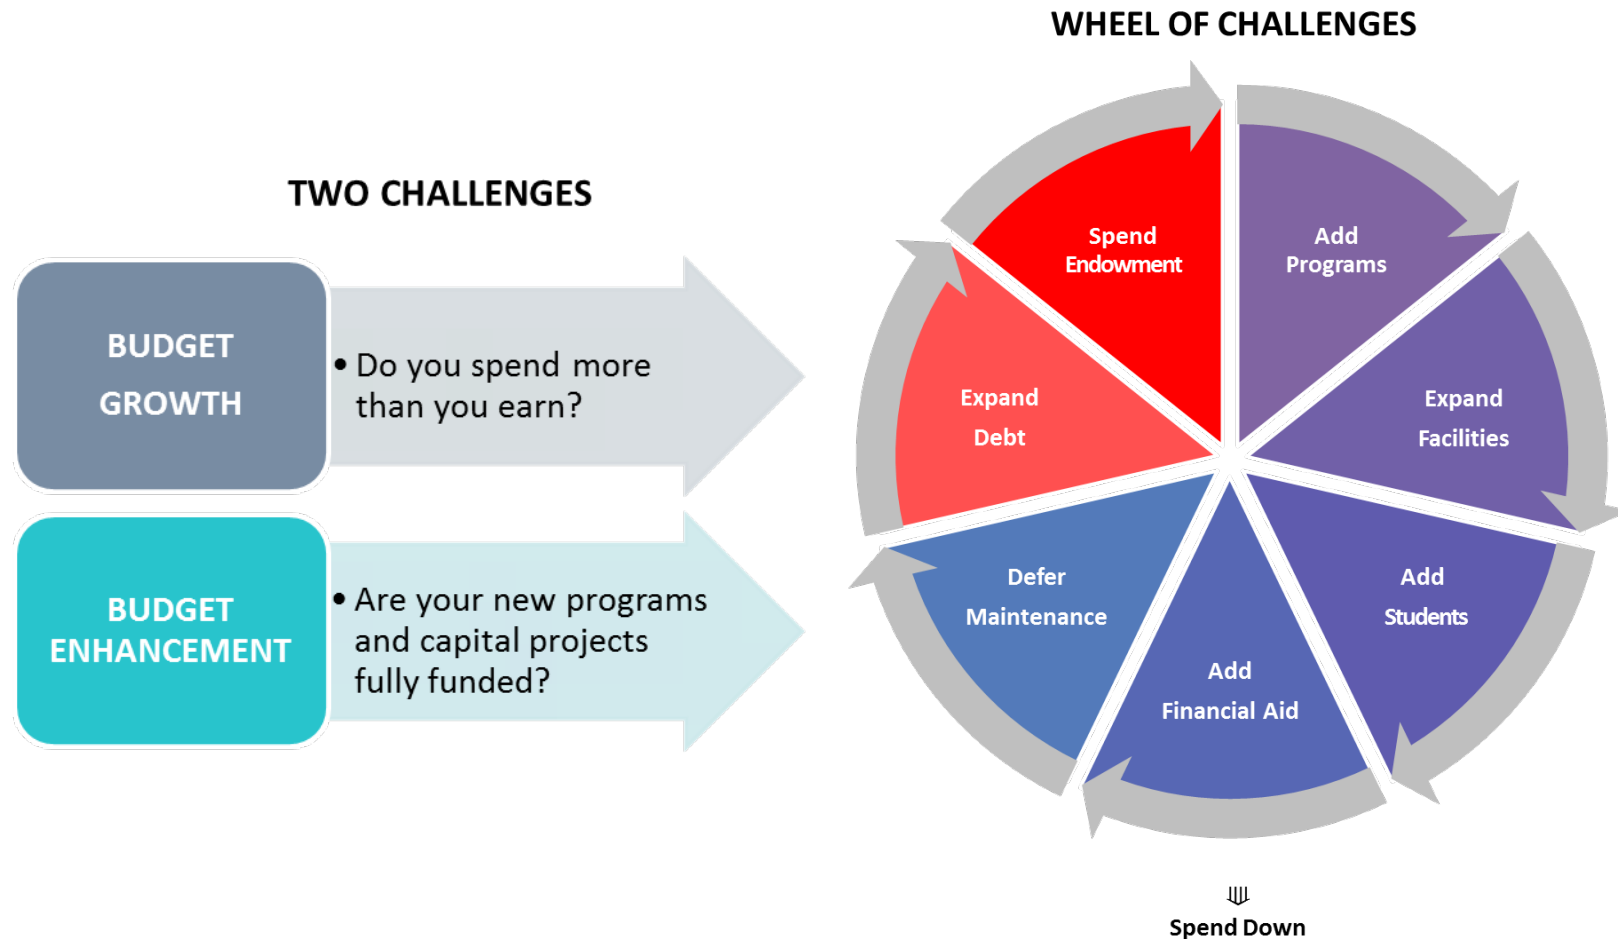 TWO CHALLENGES
BUDGET
GROWTH
• Do you spend more
than you earn?
BUDGET
ENHANCEMENT
• Are your new programs
and capital projects
fully funded?
WHEEL OF CHALLENGES
Add
Programs
Expand
Facilities
Add
Students
Add
Financial Aid
Defer
Maintenance
Expand
Debt
Spend
Endowment
Spend Down